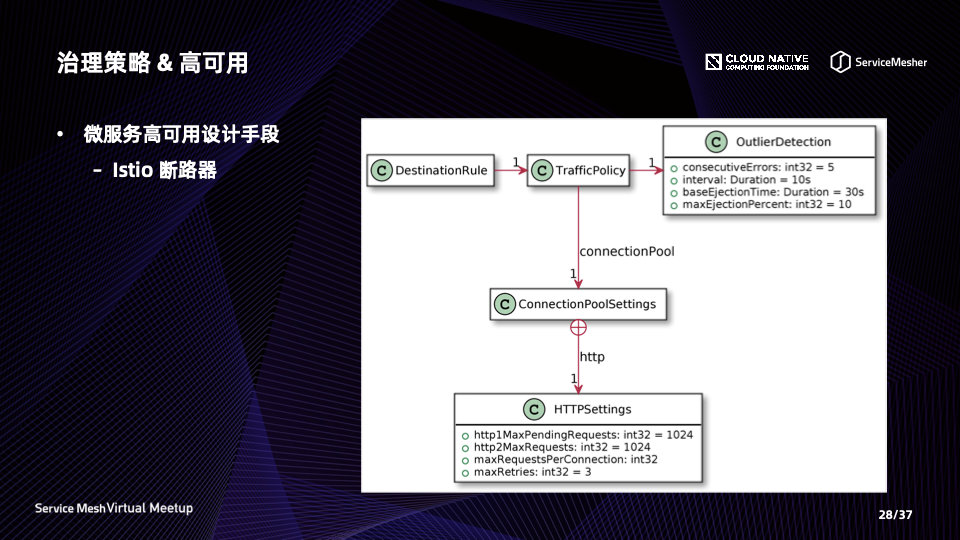 治理策略 & 高可用
CLOUD NATIVE
COMPUTING FOUNDATION
ServiceMesher
• 微服务高可用设计手段
– Istio 断路器
C DestinationRule
1
C TrafficPolicy
1
C OutlierDetection
consecutiveErrors: int32 = 5
interval: Duration = 10s
baseEjectionTime: Duration = 30s
maxEjectionPercent: int32 = 10
connectionPool
1
C ConnectionPoolSettings
http
1
C HTTPSettings
http1MaxPendingRequests: int32 = 1024
http2MaxRequests: int32 = 1024
maxRequestsPerConnection: int32
maxRetries: int32 = 3
Service Mesh Virtual Meetup
28/37